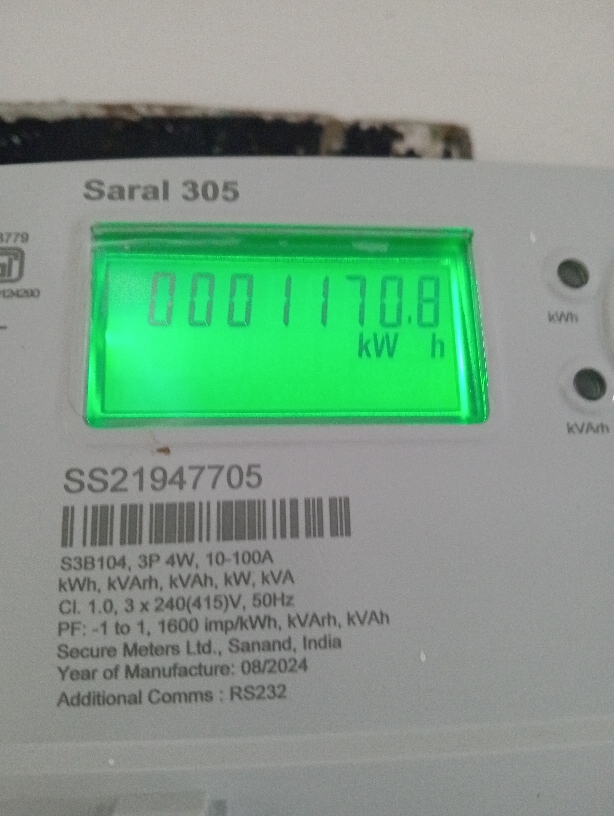 Saral 305
0001170.8
kW h
kWh
kVArh
SS21947705
S3B104, 3P 4W, 10-100A
kWh, kVArh, kVAh, kW, kVA
Cl. 1.0, 3 x 240(415)V, 50Hz
PF: -1 to 1, 1600 imp/kWh, kVArh, kVAh
Secure Meters Ltd., Sanand, India
Year of Manufacture: 08/2024
Additional Comms : RS232